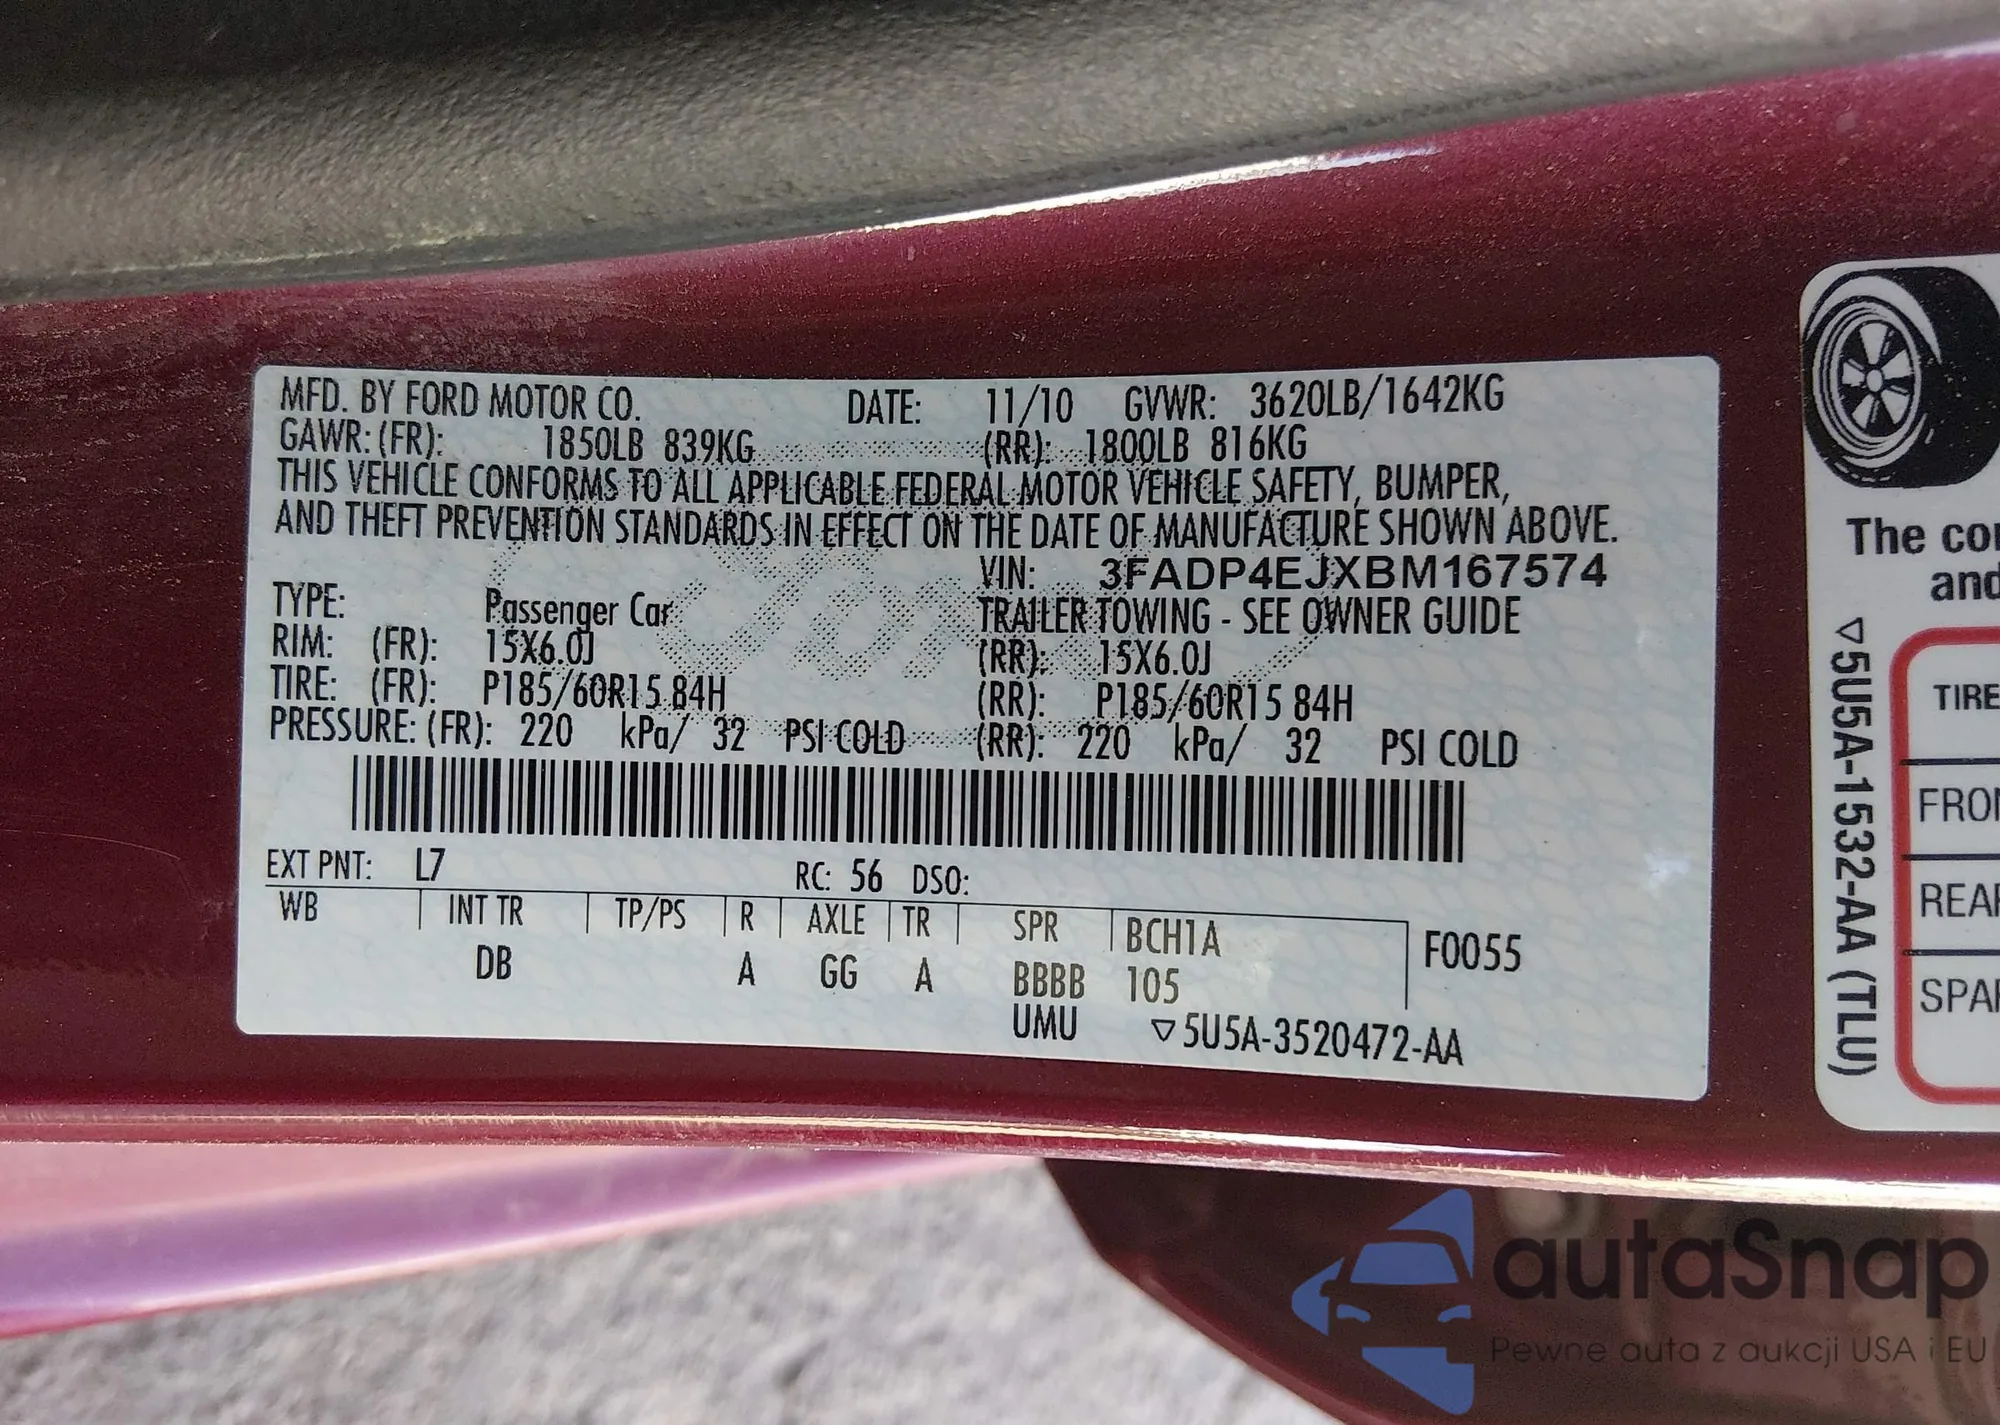 MFD. BY FORD MOTOR CO. DATE: 11/10 GVWR: 3620LB/1642KG
GAWR: (FR): 1850LB 839KG (RR): 1800LB 816KG
THIS VEHICLE CONFORMS TO ALL APPLICABLE FEDERAL MOTOR VEHICLE SAFETY, BUMPER,
AND THEFT PREVENTION STANDARDS IN EFFECT ON THE DATE OF MANUFACTURE SHOWN ABOVE.
VIN: 3FADP4EJXBM167574
TYPE: Passenger Car TRAILER TOWING - SEE OWNER GUIDE
RIM: (FR): 15X6.0J (RR): 15X6.0J
TIRE: (FR): P185/60R15 84H (RR): P185/60R15 84H
PRESSURE: (FR): 220 kPa/ 32 PSI COLD (RR): 220 kPa/ 32 PSI COLD
EXT PNT: L7 RC: 56 DSO:
WB INT TR TP/PS R AXLE TR SPR BCH1A F0055
DB A GG A BBBB 105
UMU ▽5U5A-3520472-AA
The con
and
▽5U5A-1532-AA (TLU)
TIRE
FRON
REAR
SPAR
autaSnap
Pewne auta z aukcji USA i EU